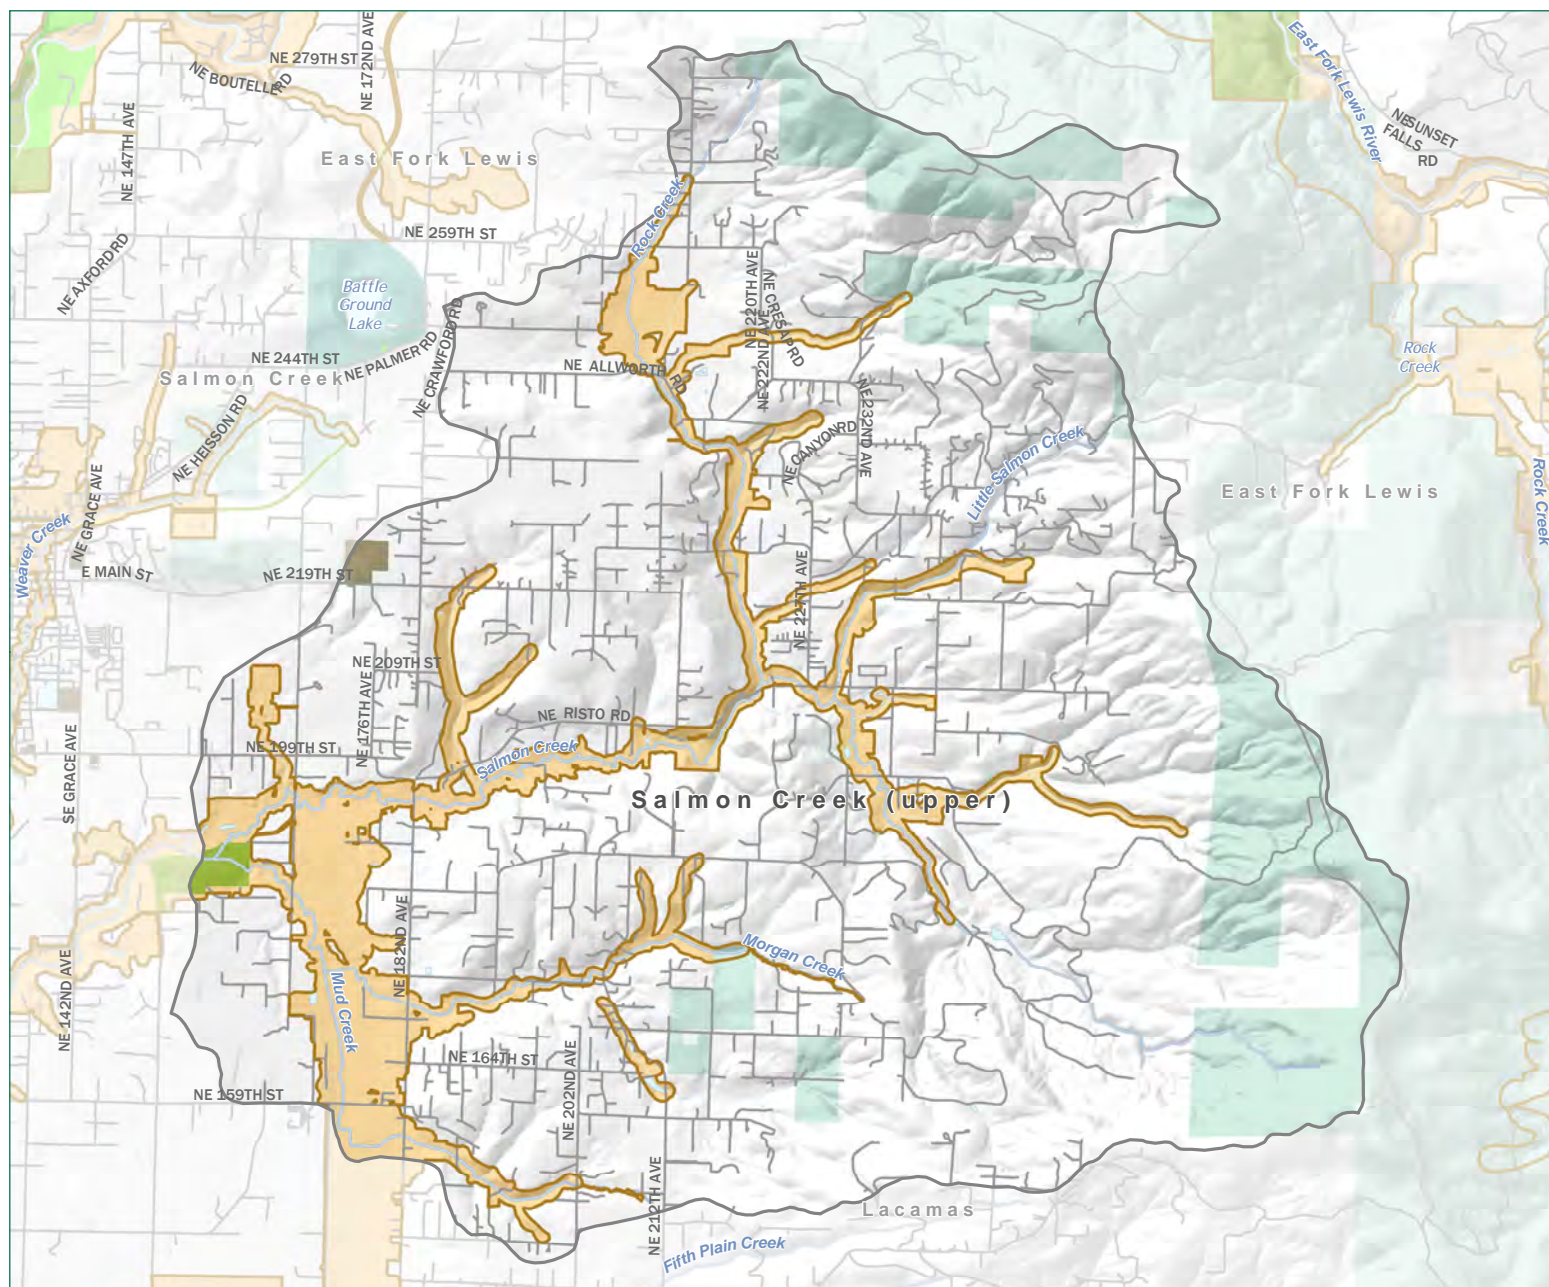 NE 279TH ST
NE 172ND AVE
NE BOUTELLE RD
NE 147TH AVE
East Fork Lewis
East Fork Lewis River
NE SUNSET
FALLS
RD
Rock Creek
NE 259TH ST
NE AXFORD RD
Battle
Ground
Lake
NE 220TH AVE
NE CRESAP RD
NE 222ND AVE
NE CRAWFORD RD
NE PALMER RD
NE 244TH ST
Salmon Creek
NE ALLWORTH RD
Rock
Creek
NE HEISSON RD
NE 232ND AVE
NE CANYON RD
Little Salmon Creek
East Fork Lewis
Rock Creek
NE GRACE AVE
Weaver Creek
E MAIN ST
NE 219TH ST
NE 227TH AVE
NE 209TH ST
NE 176TH AVE
NE RISTO RD
NE 199TH ST
SE GRACE AVE
Salmon Creek
Salmon Creek (upper)
NE 182ND AVE
NE 142ND AVE
Morgan Creek
Mud Creek
NE 164TH ST
NE 202ND AVE
NE 159TH ST
NE 212TH AVE
Lacamas
Fifth Plain Creek